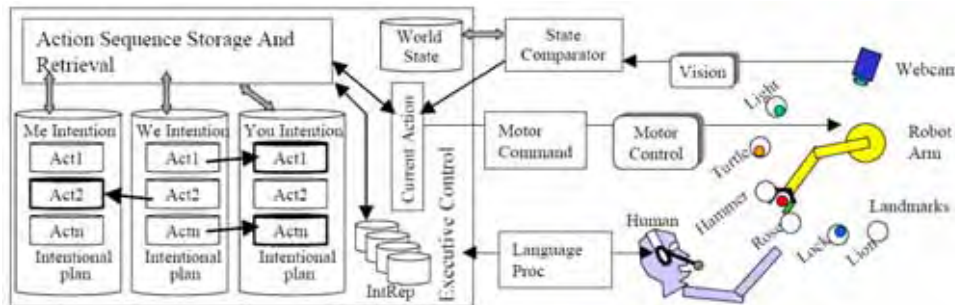 Action Sequence Storage And
Retrieval
World
State
State
Comparator
Vision
Webcam
Light
Me Intention
Act1
Act2
Actn
Intentional
plan
We Intention
Act1
Act2
Actn
Intentional
plan
You Intention
Act1
Act2
Actn
Intentional
plan
Current Action
IntRep
Executive Control
Motor
Command
Motor
Control
Turtle
Robot
Arm
Hammer
Landmarks
Rose
Lock
Lion
Language
Proc
Human